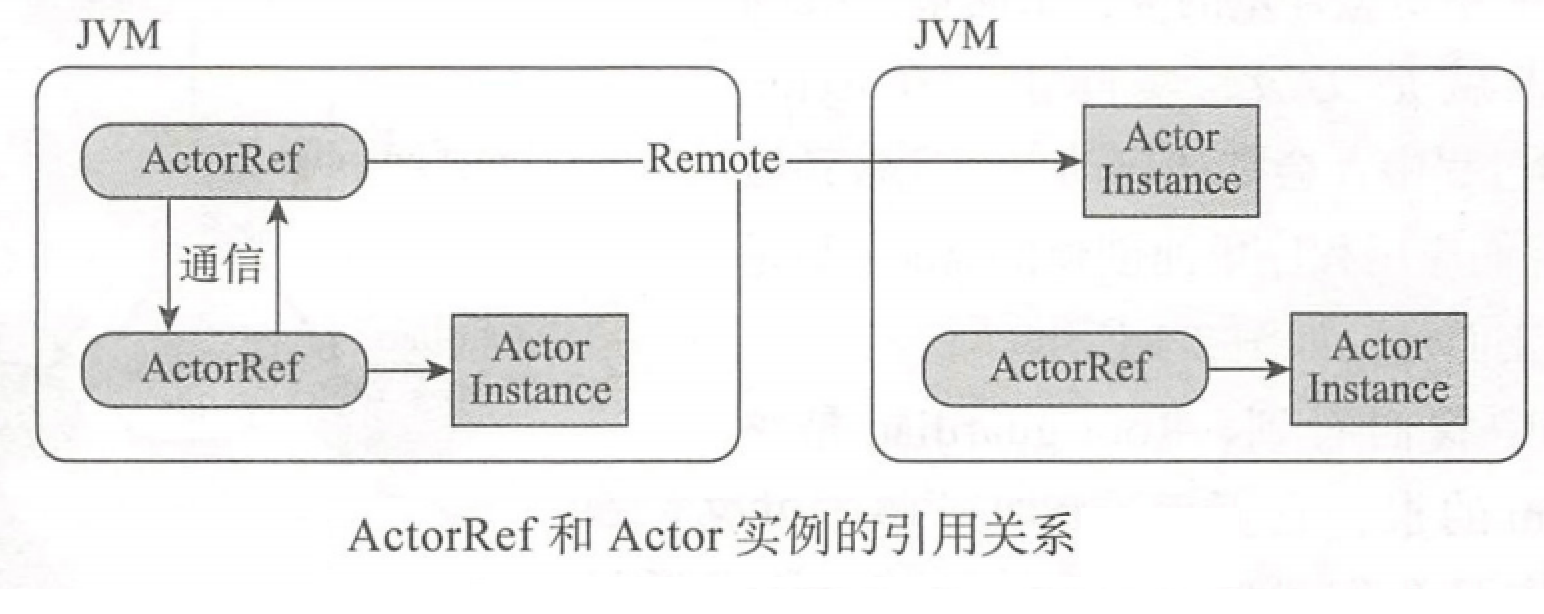 JVM
JVM
ActorRef
Remote
Actor
Instance
通信
ActorRef
Actor
Instance
ActorRef
Actor
Instance
ActorRef 和 Actor 实例的引用关系